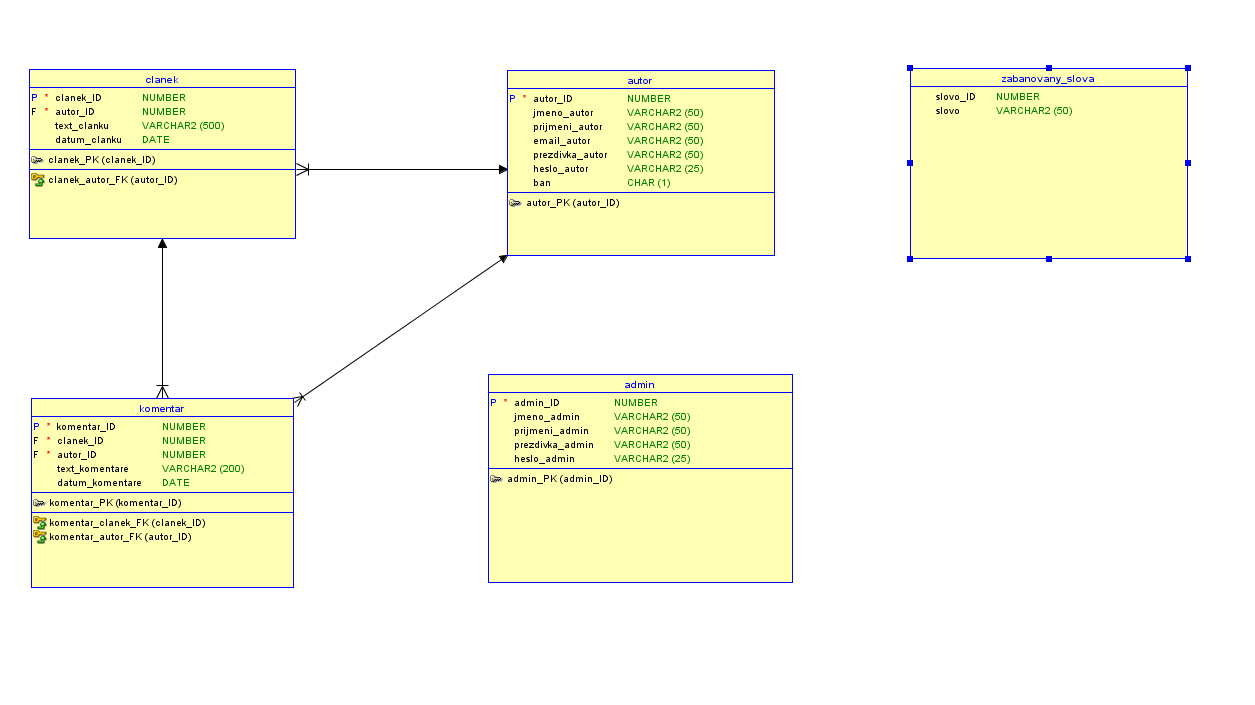 clanek
P * clanek_ID NUMBER
F * autor_ID NUMBER
text_clanku VARCHAR2 (500)
datum_clanku DATE
clanek_PK (clanek_ID)
clanek_autor_FK (autor_ID)
autor
P * autor_ID NUMBER
jmeno_autor VARCHAR2 (50)
prijmeni_autor VARCHAR2 (50)
email_autor VARCHAR2 (50)
prezdivka_autor VARCHAR2 (50)
heslo_autor VARCHAR2 (25)
ban CHAR (1)
autor_PK (autor_ID)
zabanovany_slova
slovo_ID NUMBER
slovo VARCHAR2 (50)
komentar
P * komentar_ID NUMBER
F * clanek_ID NUMBER
F * autor_ID NUMBER
text_komentare VARCHAR2 (200)
datum_komentare DATE
komentar_PK (komentar_ID)
komentar_clanek_FK (clanek_ID)
komentar_autor_FK (autor_ID)
admin
P * admin_ID NUMBER
jmeno_admin VARCHAR2 (50)
prijmeni_admin VARCHAR2 (50)
prezdivka_admin VARCHAR2 (50)
heslo_admin VARCHAR2 (25)
admin_PK (admin_ID)